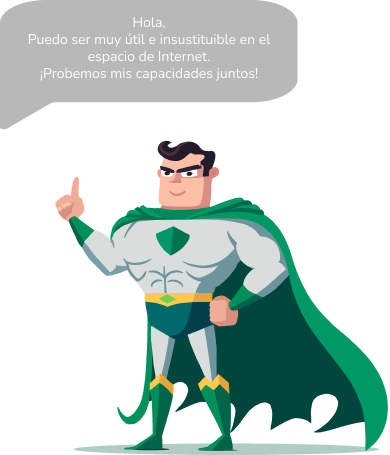 Hola,
Puedo ser muy útil e insustituible en el
espacio de Internet.
¡Probemos mis capacidades juntos!